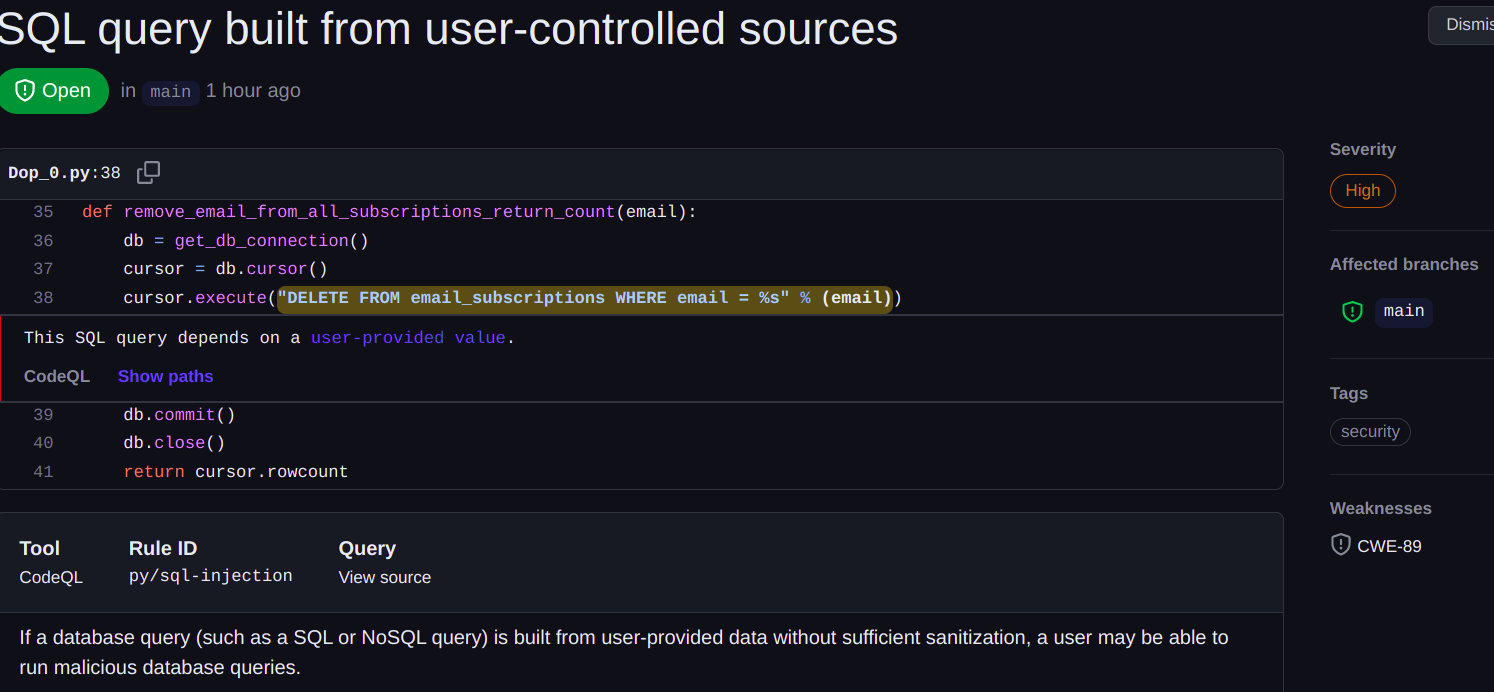 SQL query built from user-controlled sources
Open in main 1 hour ago
Dop_0.py:38
35 def remove_email_from_all_subscriptions_return_count(email):
36 db = get_db_connection()
37 cursor = db.cursor()
38 cursor.execute("DELETE FROM email_subscriptions WHERE email = %s" % (email))
This SQL query depends on a user-provided value.
CodeQL Show paths
39 db.commit()
40 db.close()
41 return cursor.rowcount
Tool Rule ID Query
CodeQL py/sql-injection View source
If a database query (such as a SQL or NoSQL query) is built from user-provided data without sufficient sanitization, a user may be able to
run malicious database queries.
Dismis
Severity
High
Affected branches
main
Tags
security
Weaknesses
CWE-89